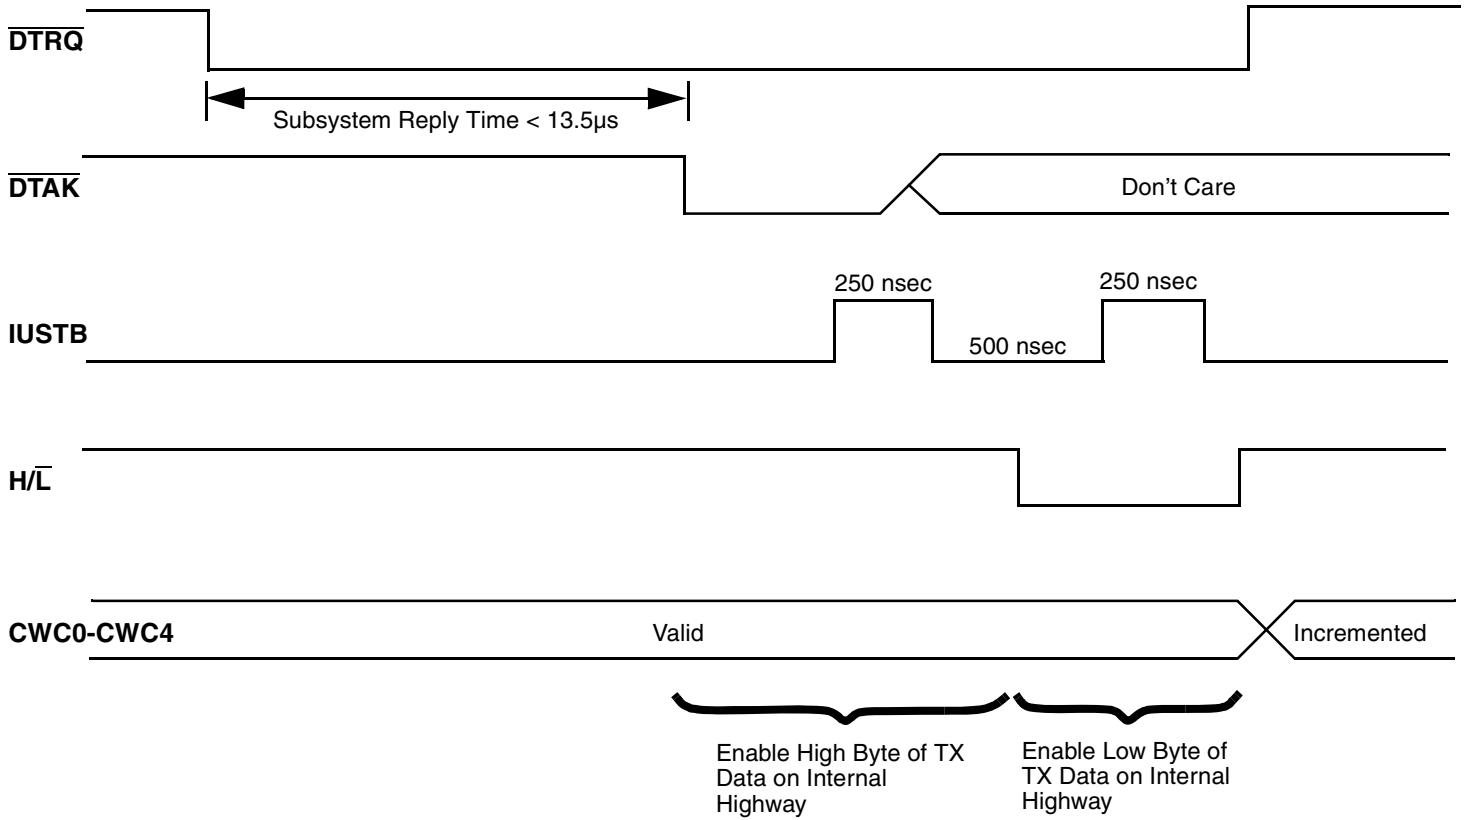 DTRQ
Subsystem Reply Time < 13.5µs
DTAK
Don't Care
250 nsec
250 nsec
IUSTB
500 nsec
H/L
CWC0-CWC4
Valid
Incremented
Enable High Byte of TX
Data on Internal
Highway
Enable Low Byte of
TX Data on Internal
Highway